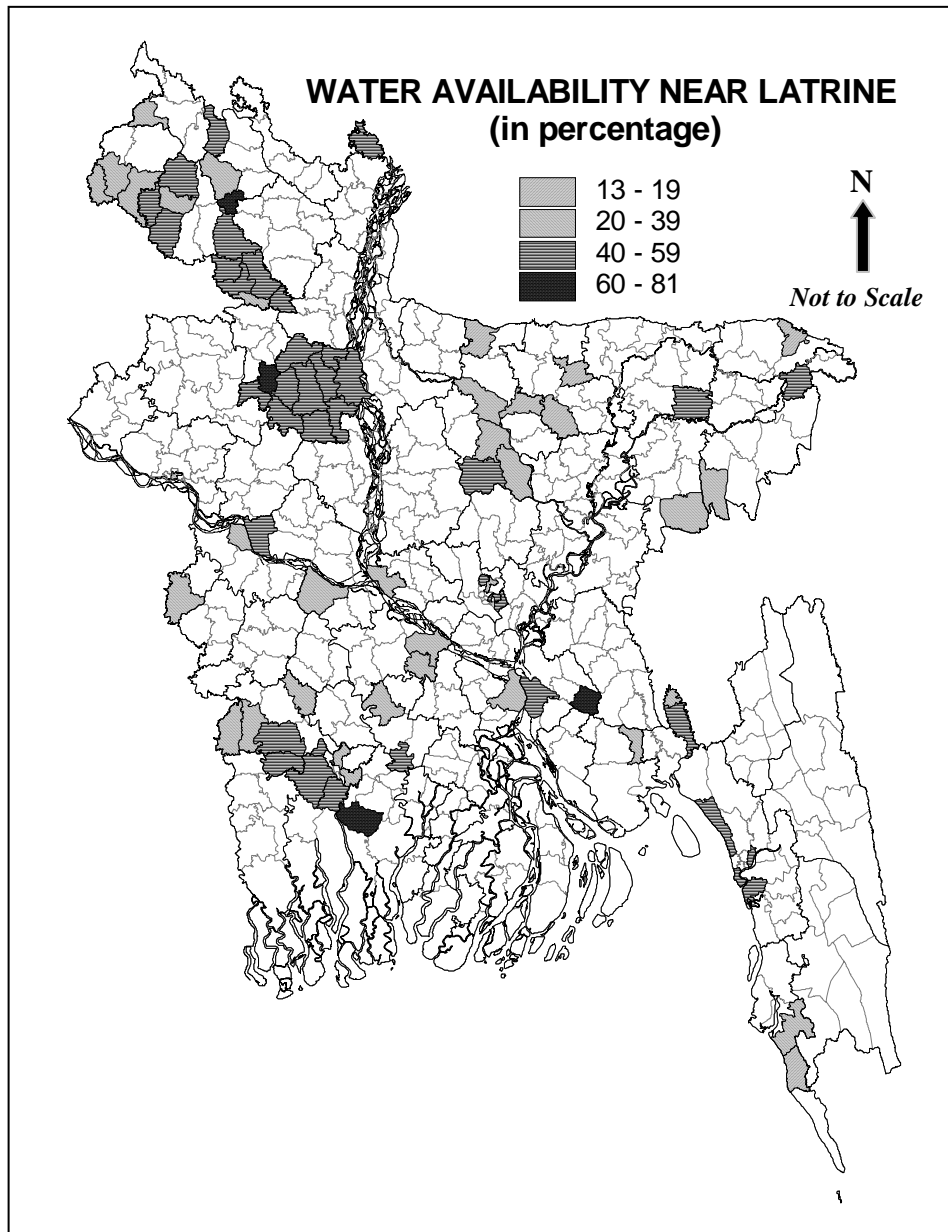 WATER AVAILABILITY NEAR LATRINE
(in percentage)
13 - 19
20 - 39
40 - 59
60 - 81
N
Not to Scale